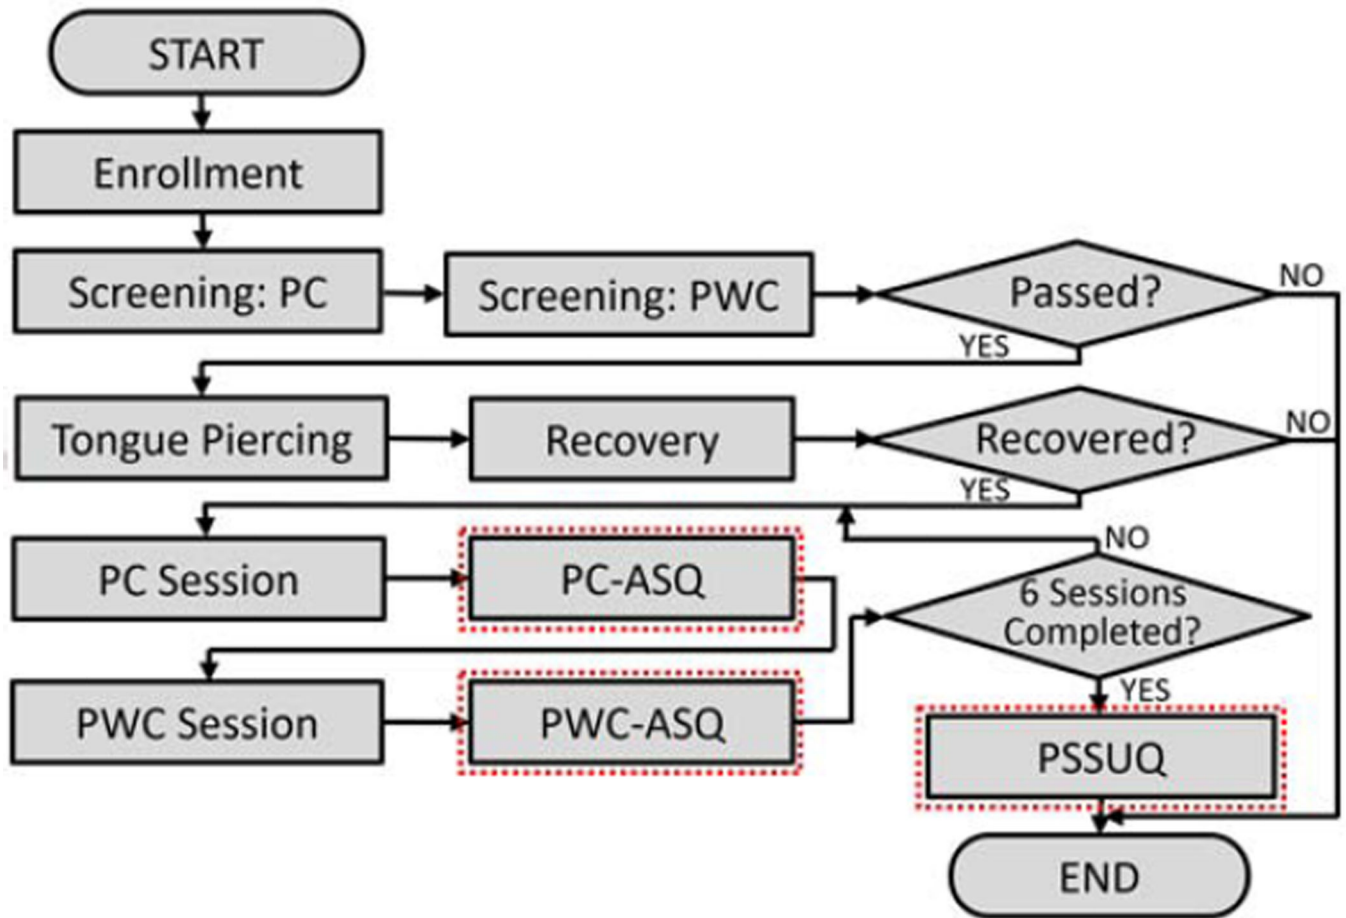 START
Enrollment
Screening: PC
Screening: PWC
Passed?
NO
YES
Tongue Piercing
Recovery
Recovered?
NO
YES
PC Session
PC-ASQ
NO
6 Sessions
Completed?
YES
PWC Session
PWC-ASQ
PSSUQ
END